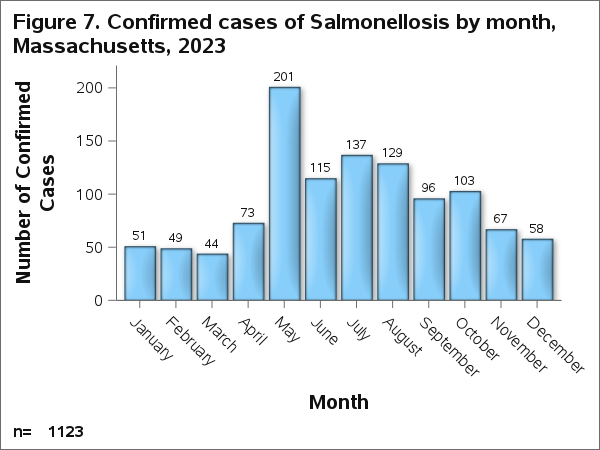 Figure 7. Confirmed cases of Salmonellosis by month,
Massachusetts, 2023
Number of Confirmed
Cases
200
150
100
50
0
51
49
44
73
201
115
137
129
96
103
67
58
January
February
March
April
May
June
July
August
September
October
November
December
Month
n= 1123